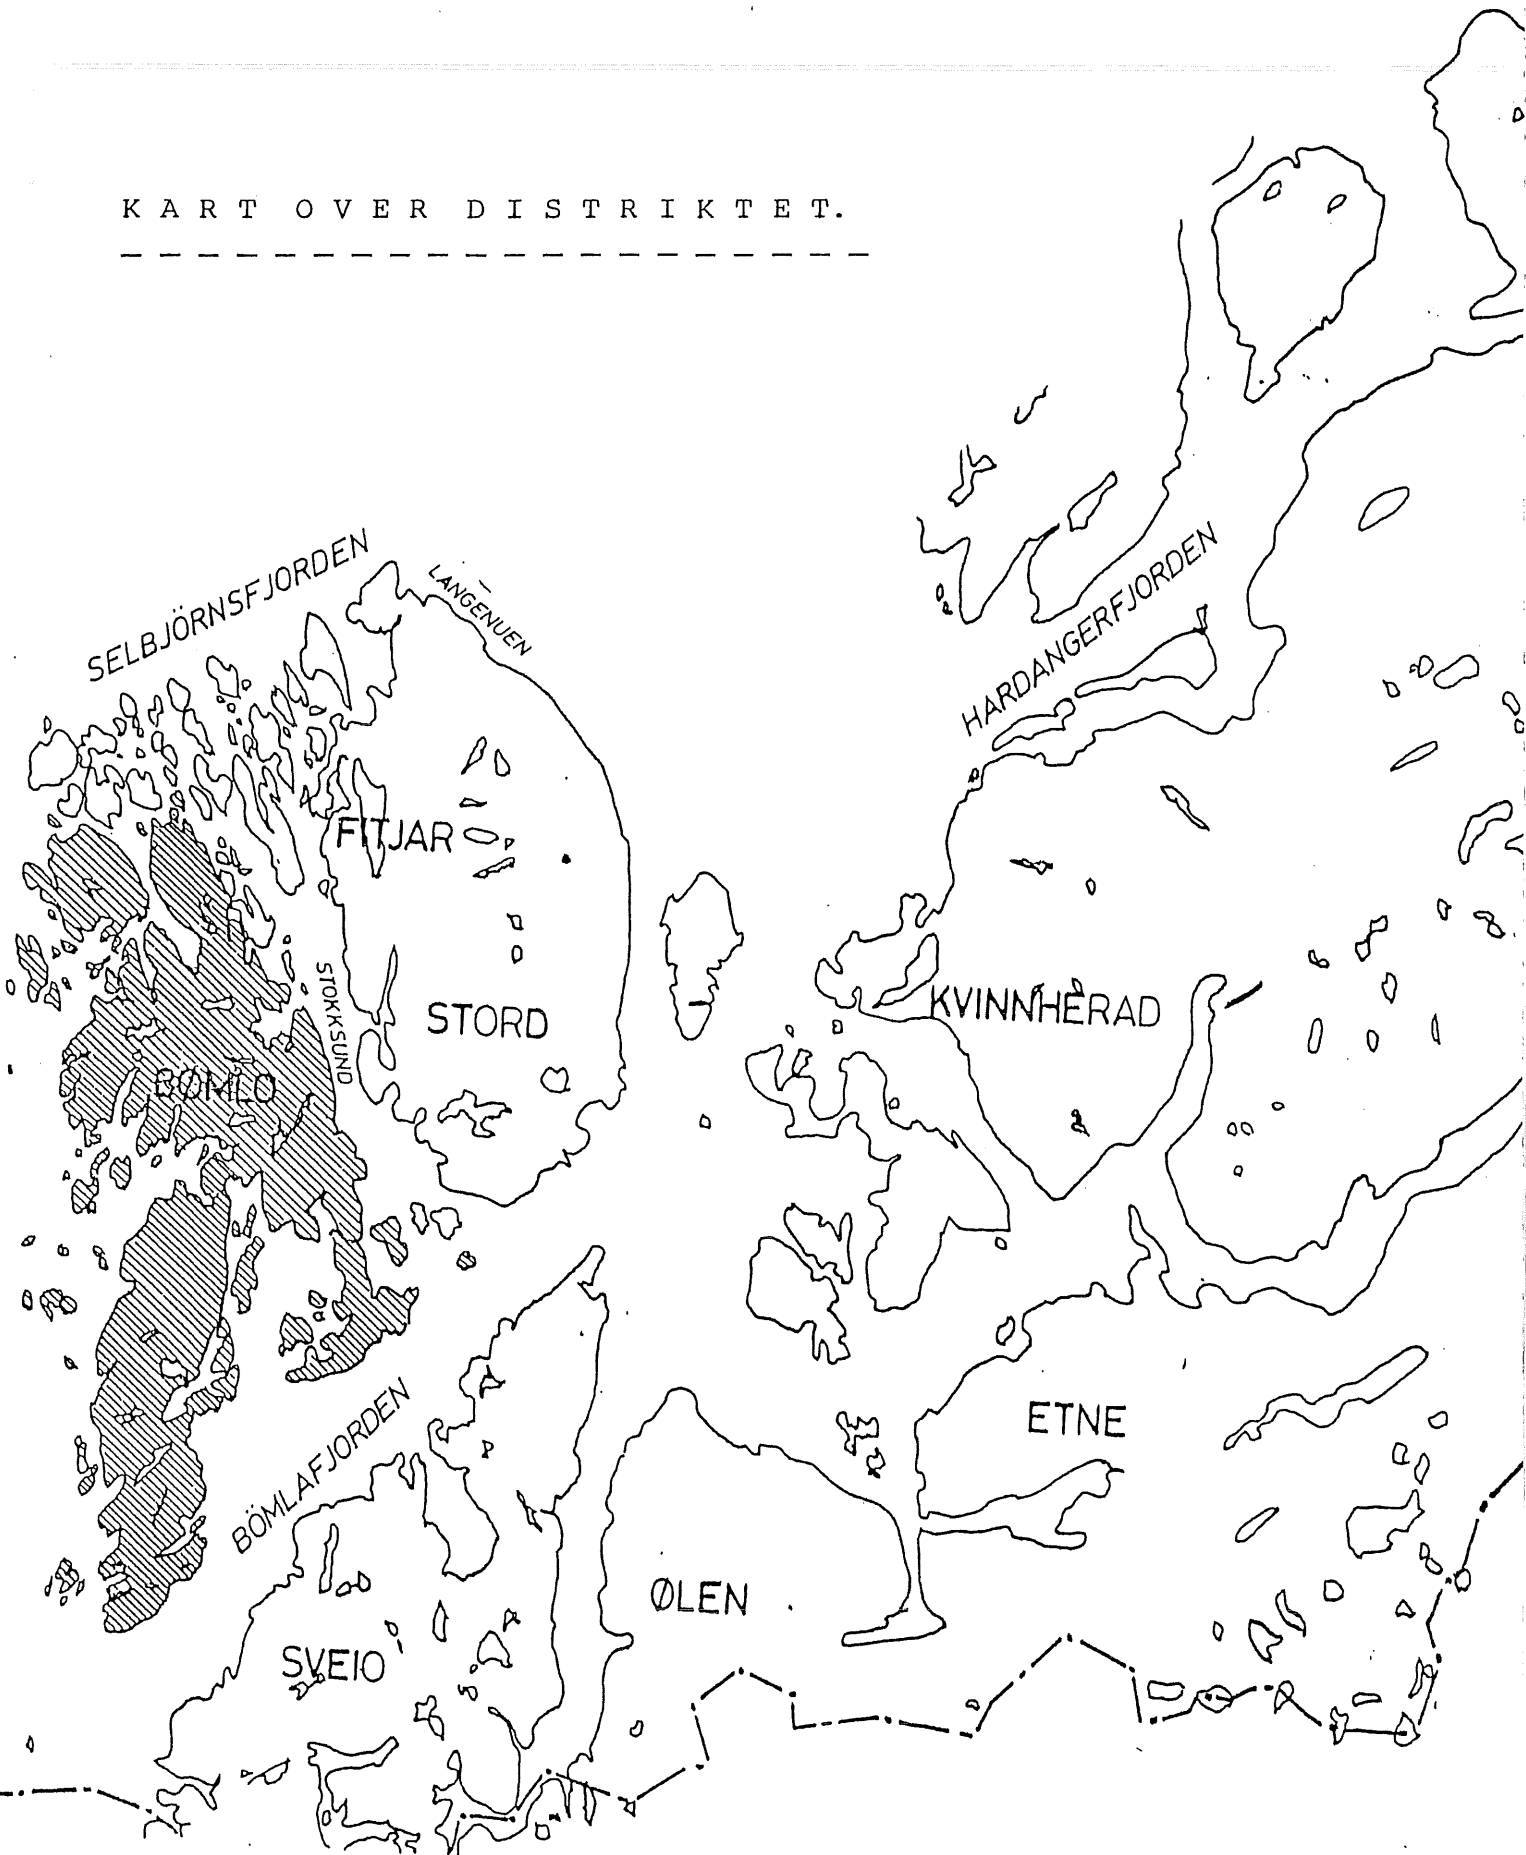 KART OVER DISTRIKTET.
SELBJÖRNSFJORDEN
LANGENUEN
HARDANGERFJORDEN
FITJAR
STOKKSUND
STORD
KVINNHERAD
BØMLO
BÖMLAFJORDEN
ETNE
ØLEN
SVEIO